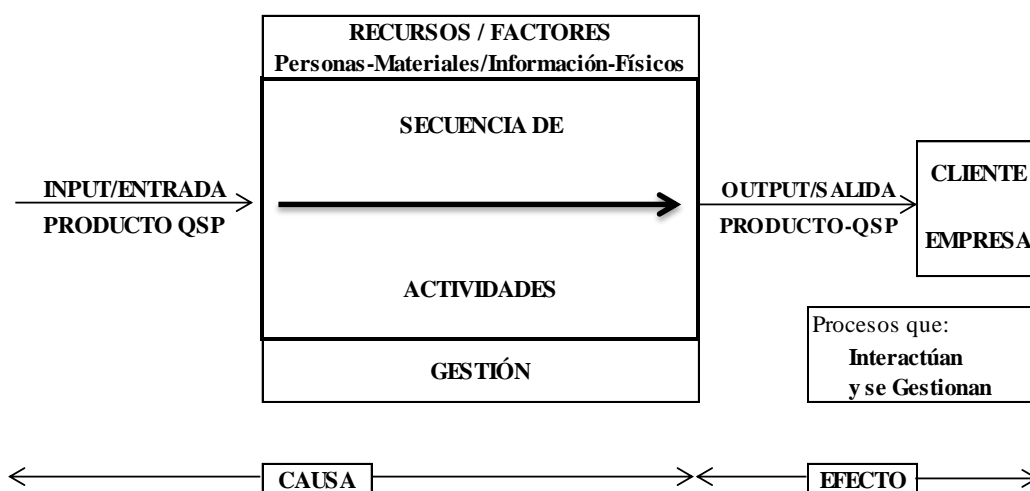 RECURSOS / FACTORES
Personas-Materiales/Información-Físicos
SECUENCIA DE
INPUT/ENTRADA
PRODUCTO QSP
OUTPUT/SALIDA
PRODUCTO-QSP
CLIENTE
EMPRESA
ACTIVIDADES
GESTIÓN
Procesos que:
Interactúan
y se Gestionan
CAUSA
EFECTO